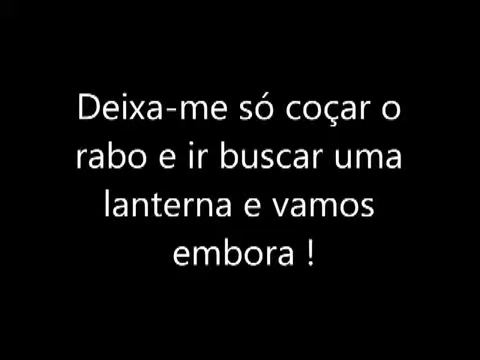 Deixa-me só coçar o
rabo e ir buscar uma
lanterna e vamos
embora !